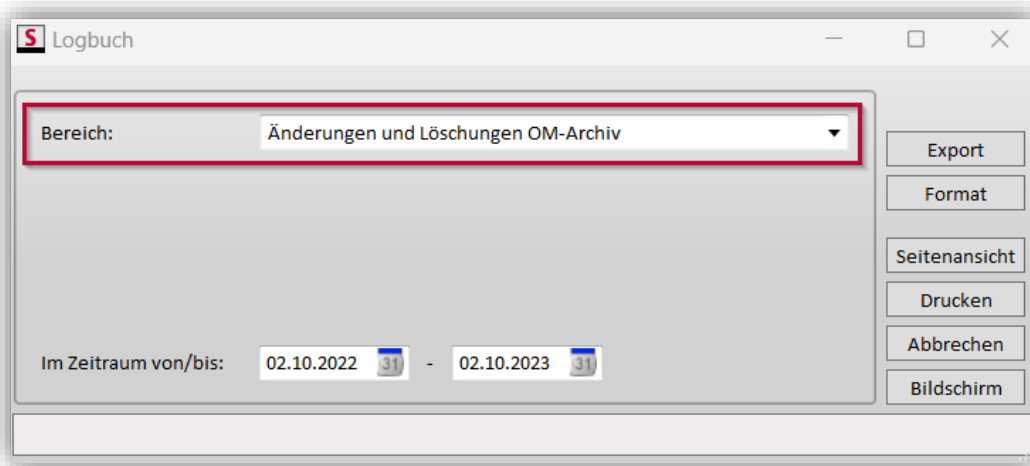 S Logbuch
Bereich:
Änderungen und Löschungen OM-Archiv
Export
Format
Seitenansicht
Drucken
Abbrechen
Bildschirm
Im Zeitraum von/bis:
02.10.2022 31 - 02.10.2023 31